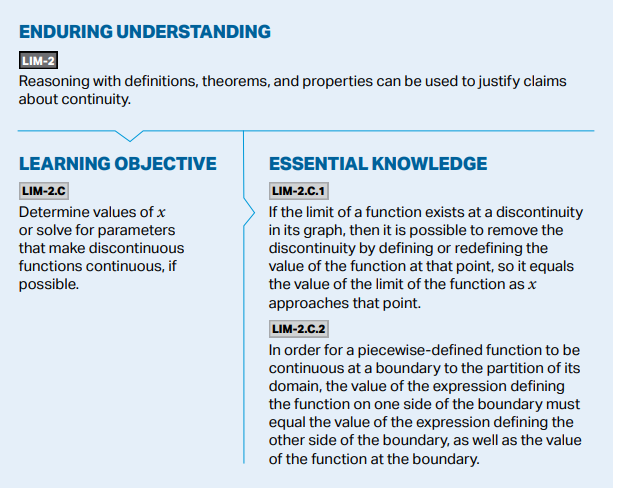 ENDURING UNDERSTANDING
LIM-2
Reasoning with definitions, theorems, and properties can be used to justify claims
about continuity.
LEARNING OBJECTIVE
LIM-2.C
Determine values of x
or solve for parameters
that make discontinuous
functions continuous, if
possible.
ESSENTIAL KNOWLEDGE
LIM-2.C.1
If the limit of a function exists at a discontinuity
in its graph, then it is possible to remove the
discontinuity by defining or redefining the
value of the function at that point, so it equals
the value of the limit of the function as x
approaches that point.
LIM-2.C.2
In order for a piecewise-defined function to be
continuous at a boundary to the partition of its
domain, the value of the expression defining
the function on one side of the boundary must
equal the value of the expression defining the
other side of the boundary, as well as the value
of the function at the boundary.